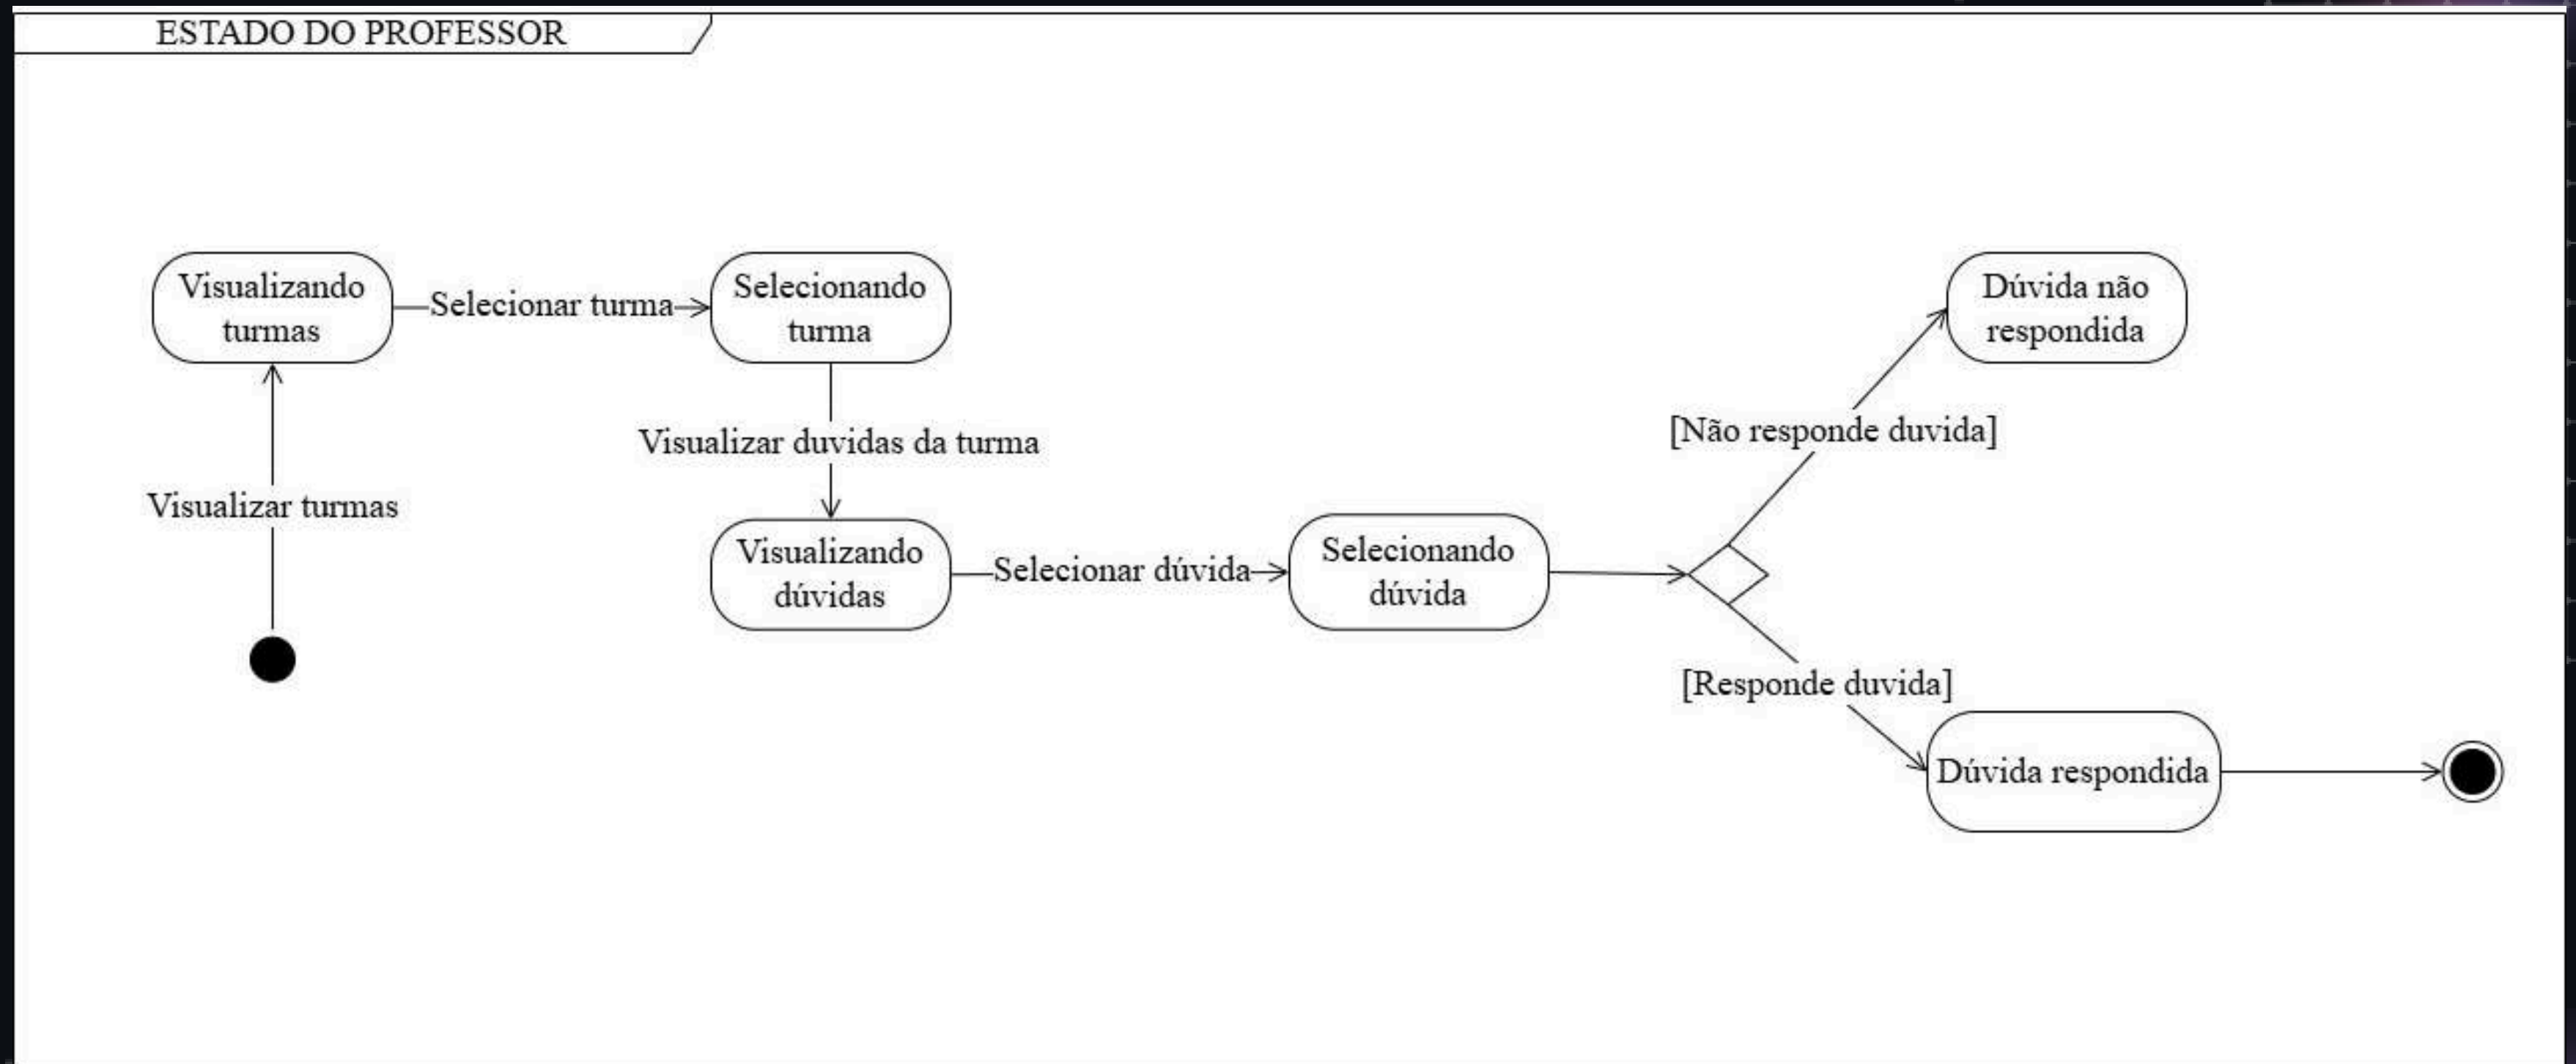 ESTADO DO PROFESSOR
Visualizando
turmas
Selecionar turma
Selecionando
turma
Dúvida não
respondida
Visualizar duvidas da turma
[Não responde duvida]
Visualizar turmas
Visualizando
dúvidas
Selecionar dúvida
Selecionando
dúvida
[Responde duvida]
Dúvida respondida